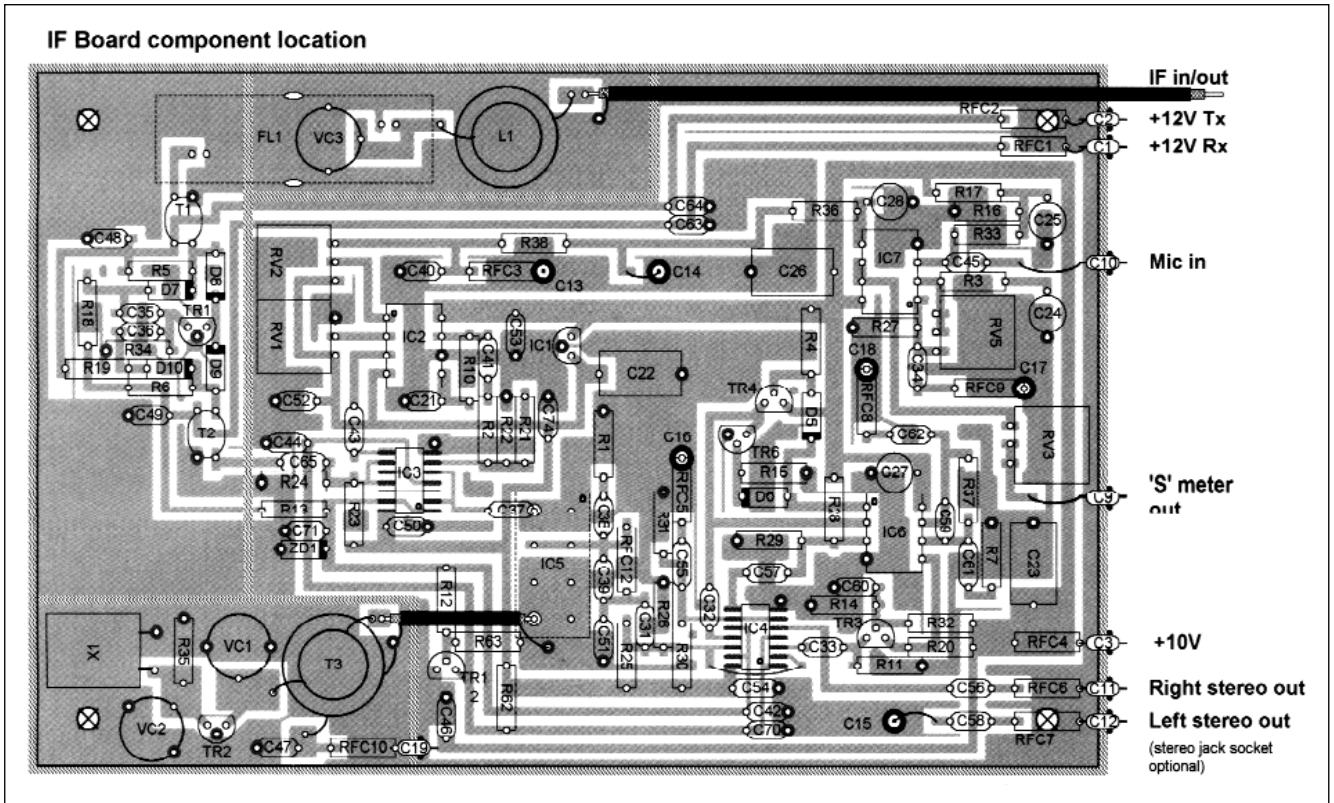 IF Board component location
IF in/out
RFC2
C2
+12V Tx
FL1
VC3
L1
RFC1
C1
+12V Rx
R17
T1
C64
R36
C28
R16
C25
C63
C48
R33
R38
RV2
IC7
R5
D8
C40
RFC3
C14
C26
C45
C10
Mic in
D7
C13
R3
R18
C35
TR1
C24
C36
RV1
IC2
C53
IC1
R4
R27
RV5
R34
R10
C41
C18
C34
C17
R19
D10
D9
C22
R6
TR4
RFC8
RFC9
C52
C21
C49
C43
R2
R22
R21
C74
D5
T2
R1
TR6
C62
RV3
C44
C16
C65
IC3
R15
C27
R24
RFC5
R37
'S' meter
C9
out
R13
R23
C37
R31
R28
C59
C50
IC6
C71
RFC12
R29
R7
C23
ZD1
IC5
C55
C61
C39
C57
R12
C32
C60
R14
X1
R35
VC1
T3
R63
C51
C31
R28
IC4
TR3
R32
C33
R20
RFC4
C3
+10V
R25
R30
TR1
2
R11
R62
C54
C56
RFC6
C11
Right stereo out
VC2
C46
C42
C15
C58
C12
Left stereo out
TR2
C47
RFC10
C19
C70
RFC7
(stereo jack socket
optional)